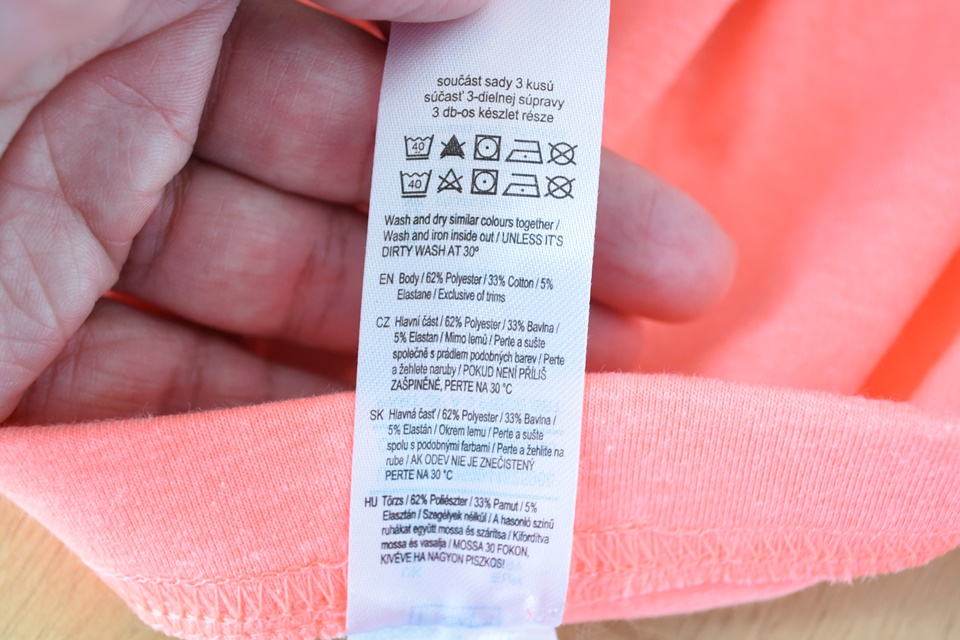 součást sady 3 kusú
súčasť 3-dielnej súpravy
3 db-os készlet része
40
40
Wash and dry similar colours together /
Wash and iron inside out / UNLESS IT'S
DIRTY WASH AT 30º
EN Body / 62% Polyester / 33% Cotton / 5%
Elastane / Exclusive of trims
CZ Hlavní část / 62% Polyester / 33% Bavlna /
5% Elastan / Mimo lemů / Perte a sušte
společně s prádlem podobných barev / Perte
a žehlete naruby / POKUD NENÍ PŘÍLIŠ
ZAŠPINĚNÉ, PERTE NA 30 °C
SK Hlavná časť / 62% Polyester / 33% Bavlna /
5% Elastán / Okrem lemu / Perte a sušte
spolu s podobnými farbami / Perte a žehlite na
rube / AK ODEV NIE JE ZNEČISTENÝ
PERTE NA 30 °C
HU Törzs / 62% Poliészter / 33% Pamut / 5%
Elasztán / Szegélyek nélkül / A hasonló színű
ruhákat együtt mossa és szárítsa / Kifordítva
mossa és vasalja / MOSSA 30 FOKON,
KIVÉVE HA NAGYON PISZKOS!